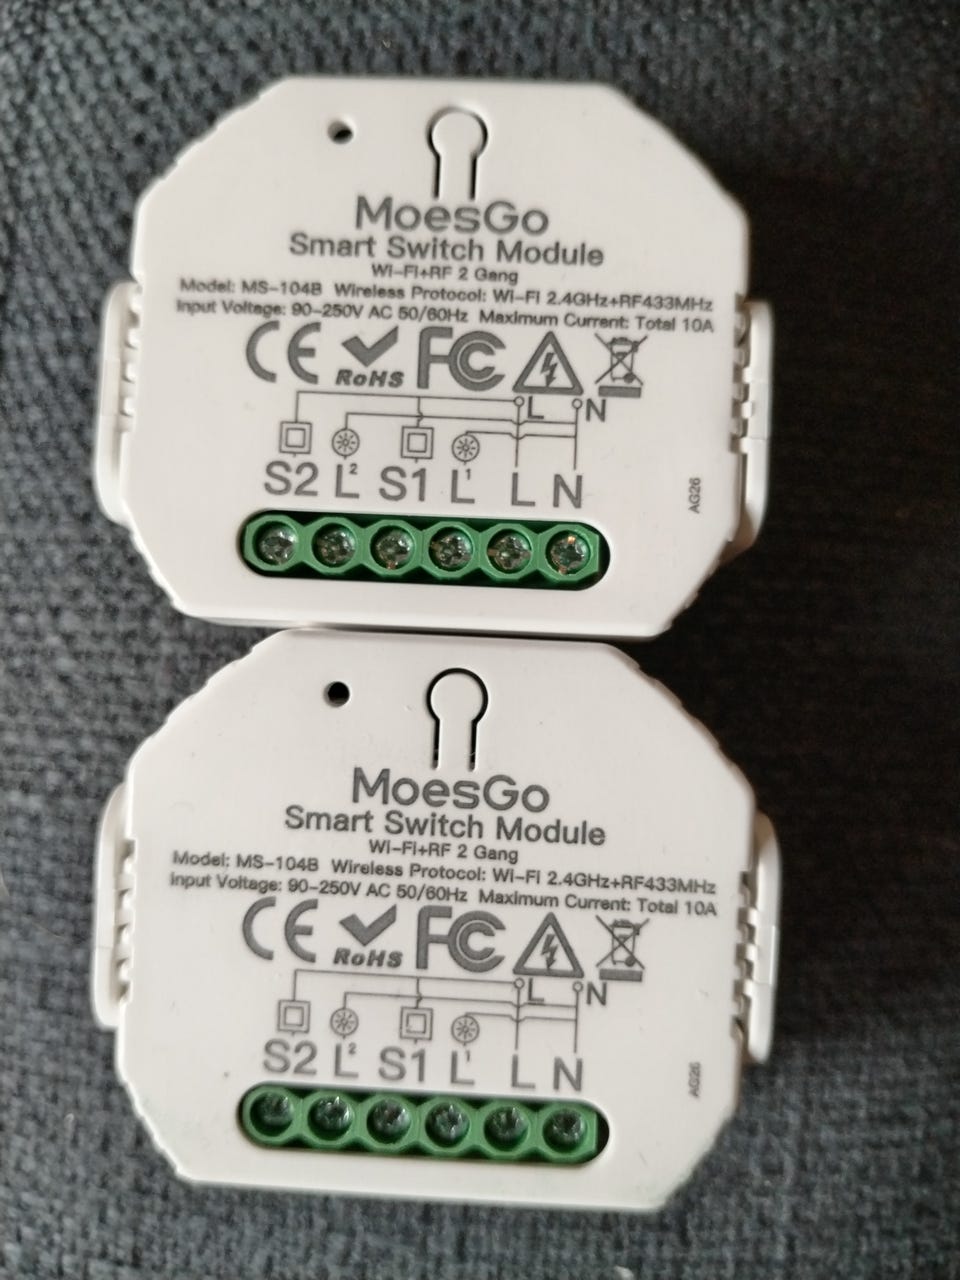 MoesGo
Smart Switch Module
Wi-Fi+RF 2 Gang
Model: MS-104B Wireless Protocol: Wi-Fi 2.4GHz+RF433MHz
Input Voltage: 90-250V AC 50/60Hz Maximum Current: Total 10A
CE RoHS FC
L N
S2 L2 S1 L1 L N
AG26
MoesGo
Smart Switch Module
Wi-Fi+RF 2 Gang
Model: MS-104B Wireless Protocol: Wi-Fi 2.4GHz+RF433MHz
Input Voltage: 90-250V AC 50/60Hz Maximum Current: Total 10A
CE RoHS FC
L N
S2 L2 S1 L1 L N
AG26